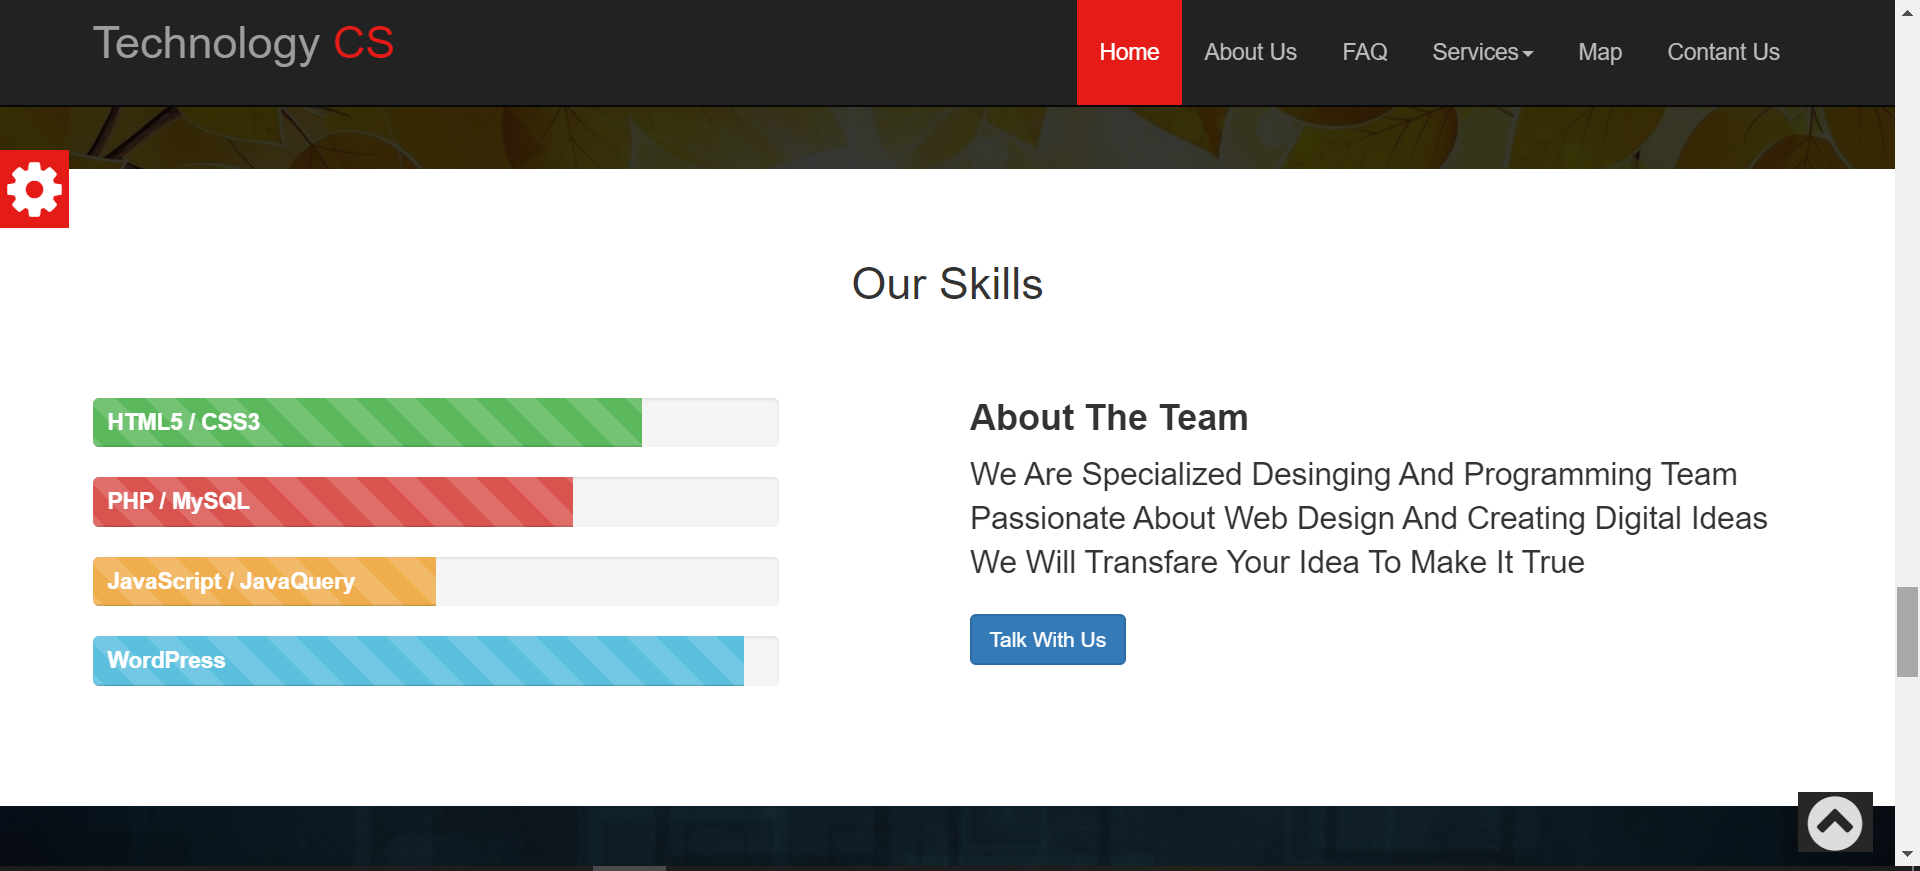 Technology CS
Home About Us FAQ Services Map Contant Us
Our Skills
HTML5 / CSS3
PHP / MySQL
JavaScript / JavaQuery
WordPress
About The Team
We Are Specialized Desinging And Programming Team
Passionate About Web Design And Creating Digital Ideas
We Will Transfare Your Idea To Make It True
Talk With Us